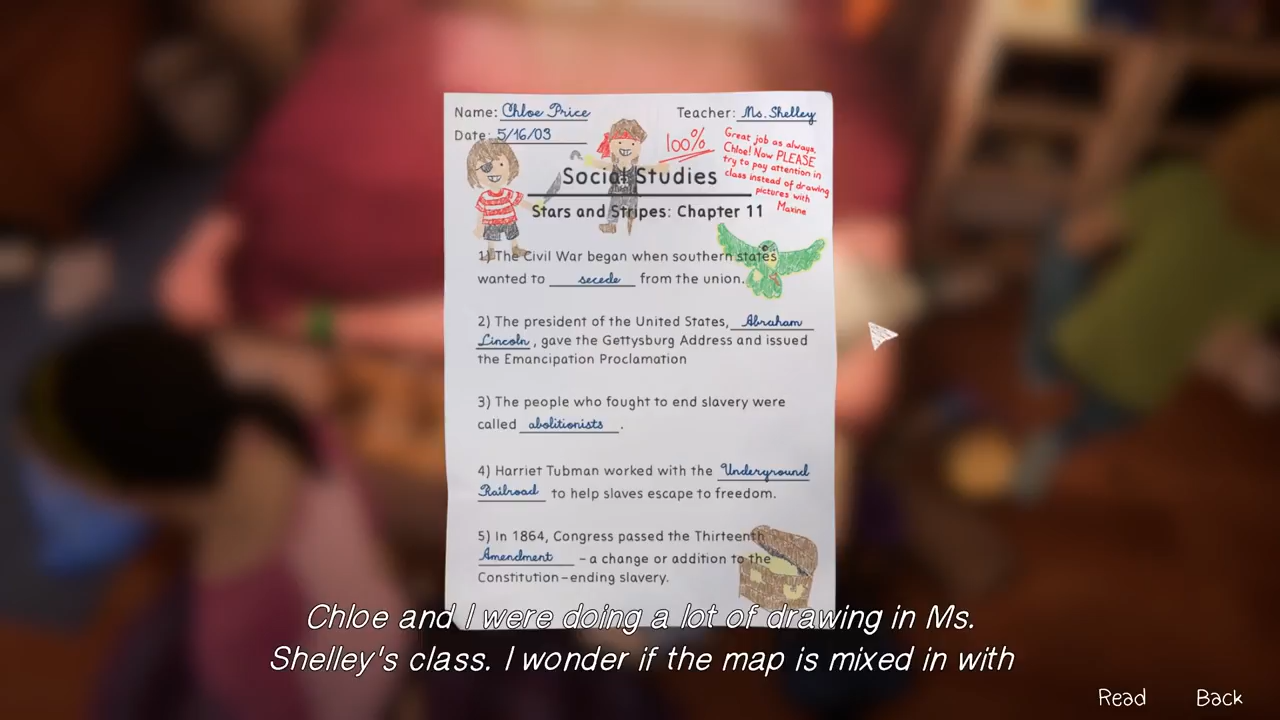 Name: Chloe Price
Teacher: Ms. Shelley
Date: 5/16/03
100%
Great job as always,
Chloe! Now PLEASE
try to pay attention in
class instead of drawing
pictures with
Maxine
Social Studies
Stars and Stripes: Chapter 11
1) The Civil War began when southern states
wanted to secede from the union.
2) The president of the United States, Abraham
Lincoln, gave the Gettysburg Address and issued
the Emancipation Proclamation
3) The people who fought to end slavery were
called abolitionists.
4) Harriet Tubman worked with the Underground
Railroad to help slaves escape to freedom.
5) In 1864, Congress passed the Thirteenth
Amendment – a change or addition to the
Constitution – ending slavery.
Chloe and I were doing a lot of drawing in Ms.
Shelley's class. I wonder if the map is mixed in with
Read Back